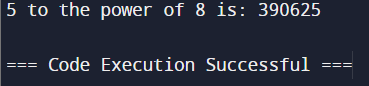 5 to the power of 8 is: 390625
=== Code Execution Successful ===